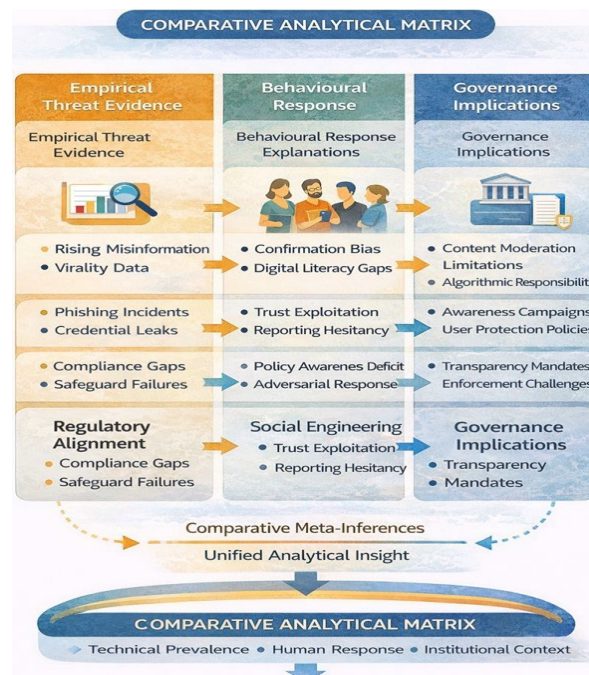 COMPARATIVE ANALYTICAL MATRIX
Empirical
Threat Evidence
Behavioural
Response
Governance
Implications
Empirical Threat
Evidence
Behavioural Response
Explanations
Governance
Implications
• Rising Misinformation
• Virality Data
• Confirmation Bias
• Digital Literacy Gaps
• Content Moderation
Limitations
• Algorithmic Responsibilit
• Phishing Incidents
• Credential Leaks
• Trust Exploitation
• Reporting Hesitancy
• Awareness Campaigns
User Protection Policies
• Compliance Gaps
• Safeguard Failures
• Policy Awarenes Deficit
• Adversarial Response
• Transparency Mandates
Enforcement Challenges
Regulatory
Alignment
• Compliance Gaps
• Safeguard Failures
Social Engineering
• Trust Exploitation
• Reporting Hesitancy
Governance
Implications
• Transparency
• Mandates
Comparative Meta-Inferences
Unified Analytical Insight
COMPARATIVE ANALYTICAL MATRIX
Technical Prevalence • Human Response • Institutional Context